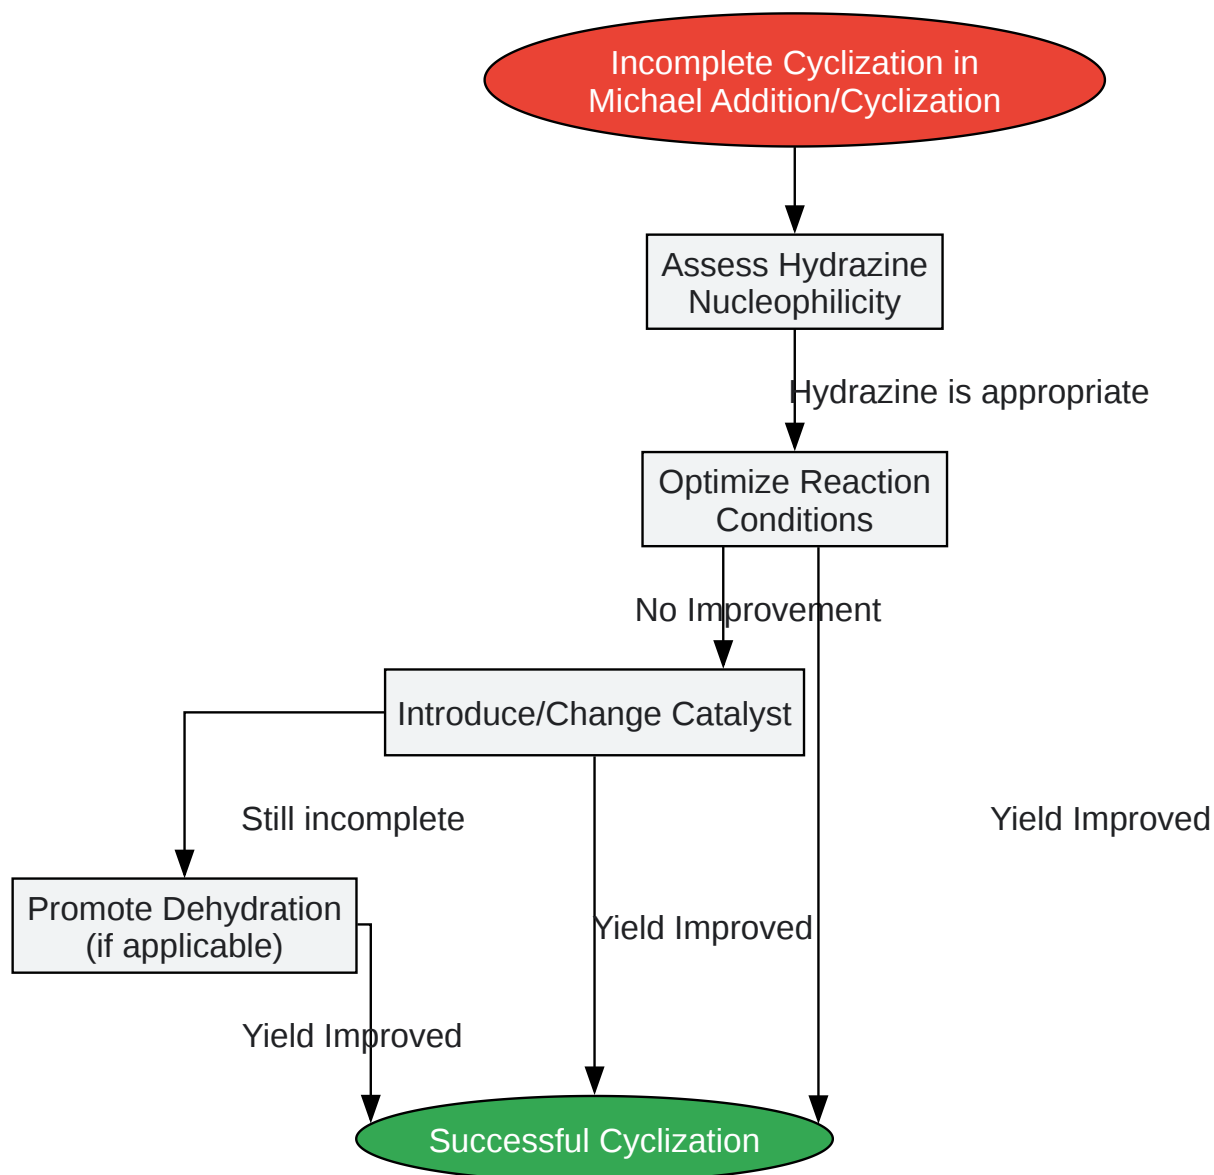 Incomplete Cyclization in
Michael Addition/Cyclization
Assess Hydrazine
Nucleophilicity
Hydrazine is appropriate
Optimize Reaction
Conditions
No Improvement
Introduce/Change Catalyst
Still incomplete
Yield Improved
Promote Dehydration
(if applicable)
Yield Improved
Yield Improved
Successful Cyclization